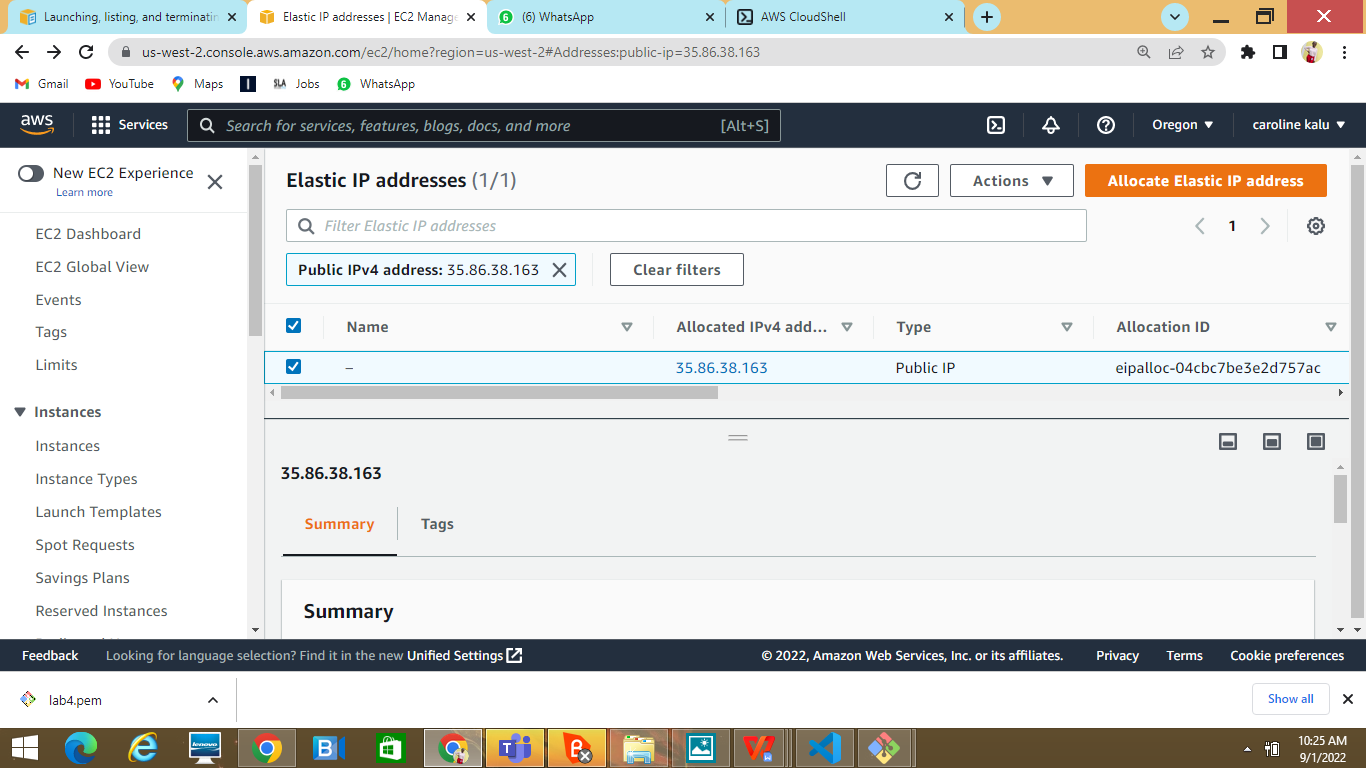 Launching, listing, and terminatin
Elastic IP addresses | EC2 Manage
(6) WhatsApp
AWS CloudShell
us-west-2.console.aws.amazon.com/ec2/home?region=us-west-2#Addresses:public-ip=35.86.38.163
Gmail YouTube Maps SLA Jobs 6 WhatsApp
aws Services Search for services, features, blogs, docs, and more [Alt+S] Oregon caroline kalu
New EC2 Experience
Learn more
EC2 Dashboard
EC2 Global View
Events
Tags
Limits
Instances
Instances
Instance Types
Launch Templates
Spot Requests
Savings Plans
Reserved Instances
Elastic IP addresses (1/1)
Actions
Allocate Elastic IP address
Filter Elastic IP addresses
1
Public IPv4 address: 35.86.38.163
Clear filters
Name Allocated IPv4 add... Type Allocation ID
– 35.86.38.163 Public IP eipalloc-04cbc7be3e2d757ac
35.86.38.163
Summary Tags
Summary
Feedback Looking for language selection? Find it in the new Unified Settings © 2022, Amazon Web Services, Inc. or its affiliates. Privacy Terms Cookie preferences
lab4.pem Show all
lenovo
10:25 AM
9/1/2022